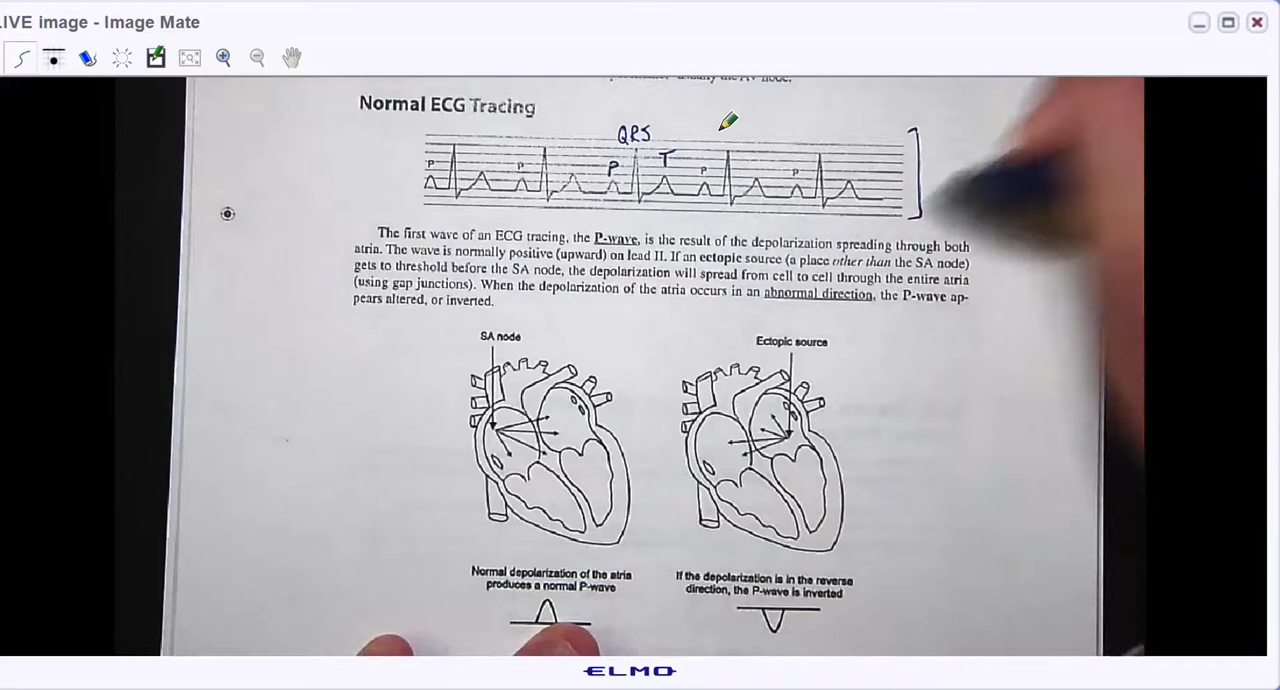 LIVE image - Image Mate
node.
Normal ECG Tracing
QRS
P P P T P P
The first wave of an ECG tracing, the P-wave, is the result of the depolarization spreading through both
atria. The wave is normally positive (upward) on lead II. If an ectopic source (a place other than the SA node)
gets to threshold before the SA node, the depolarization will spread from cell to cell through the entire atria
(using gap junctions). When the depolarization of the atria occurs in an abnormal direction, the P-wave ap-
pears altered, or inverted.
SA node
Ectopic source
Normal depolarization of the atria
produces a normal P-wave
If the depolarization is in the reverse
direction, the P-wave is inverted
ELMO